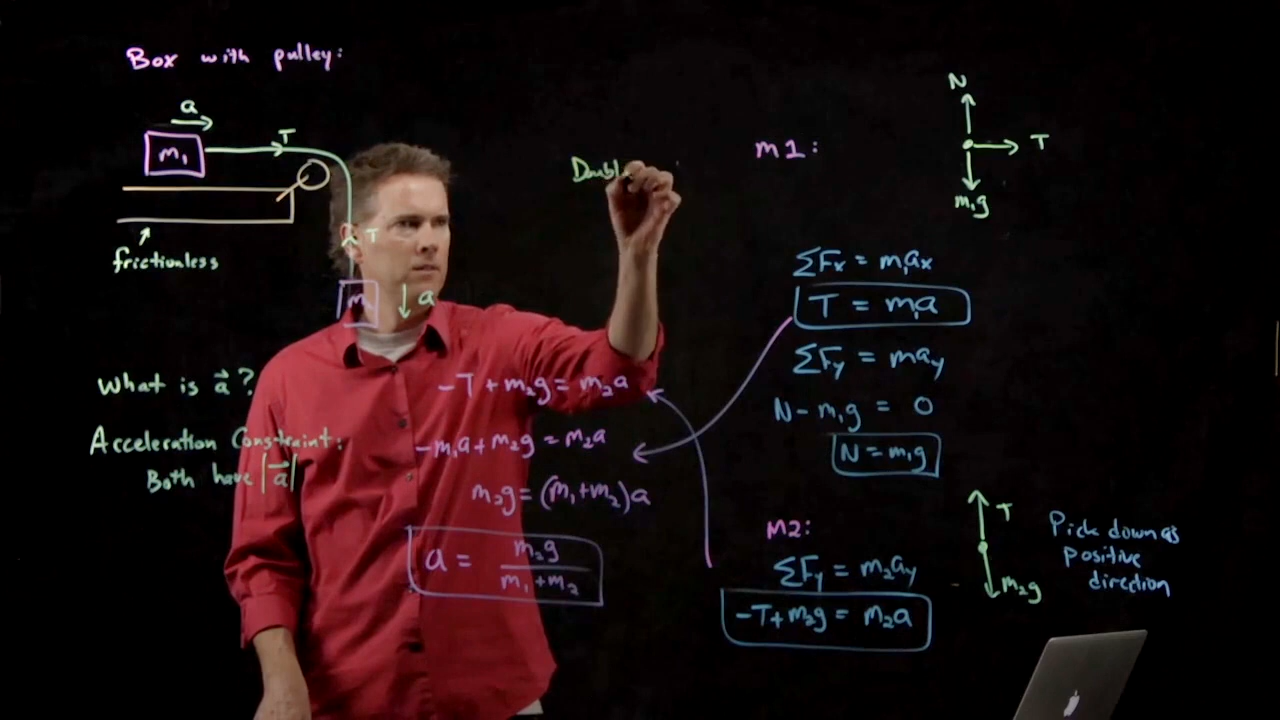 Box with pulley:
a
m₁
T
frictionless
T
m
a
What is a⃗?
Acceleration Constraint:
Both have |a⃗|
Doubl
-T+m₂g = m₂a
-m₁a+m₂g = m₂a
m₂g = (m₁+m₂)a
a = m₂g / m₁+m₂
m1:
N
T
m₁g
ΣFx = m₁ax
T = m₁a
ΣFy = may
N-m₁g = 0
N = m₁g
m2:
ΣFy = m₂ay
-T+m₂g = m₂a
T
m₂g
Pick down as
positive
direction